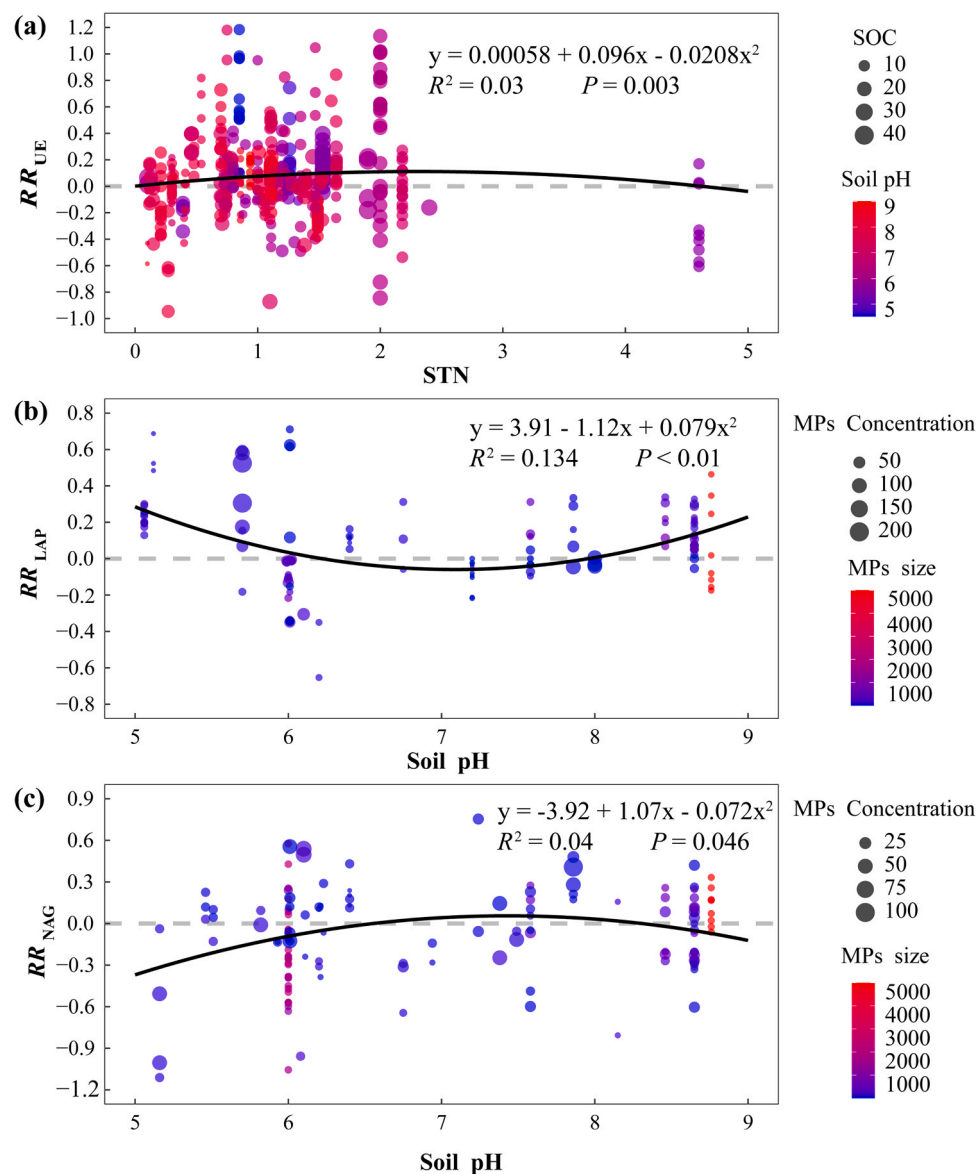 (a)
y = 0.00058 + 0.096x - 0.0208x²
R² = 0.03 P = 0.003
RR UE
1.2
1.0
0.8
0.6
0.4
0.2
0.0
−0.2
−0.4
−0.6
−0.8
−1.0
0 1 2 3 4 5
STN
SOC
10
20
30
40
Soil pH
9
8
7
6
5
(b)
y = 3.91 - 1.12x + 0.079x²
R² = 0.134 P < 0.01
RR LAP
0.8
0.6
0.4
0.2
0.0
−0.2
−0.4
−0.6
−0.8
5 6 7 8 9
Soil pH
MPs Concentration
50
100
150
200
MPs size
5000
4000
3000
2000
1000
(c)
y = -3.92 + 1.07x - 0.072x²
R² = 0.04 P = 0.046
RR NAG
0.9
0.6
0.3
0.0
−0.3
−0.6
−0.9
−1.2
5 6 7 8 9
Soil pH
MPs Concentration
25
50
75
100
MPs size
5000
4000
3000
2000
1000